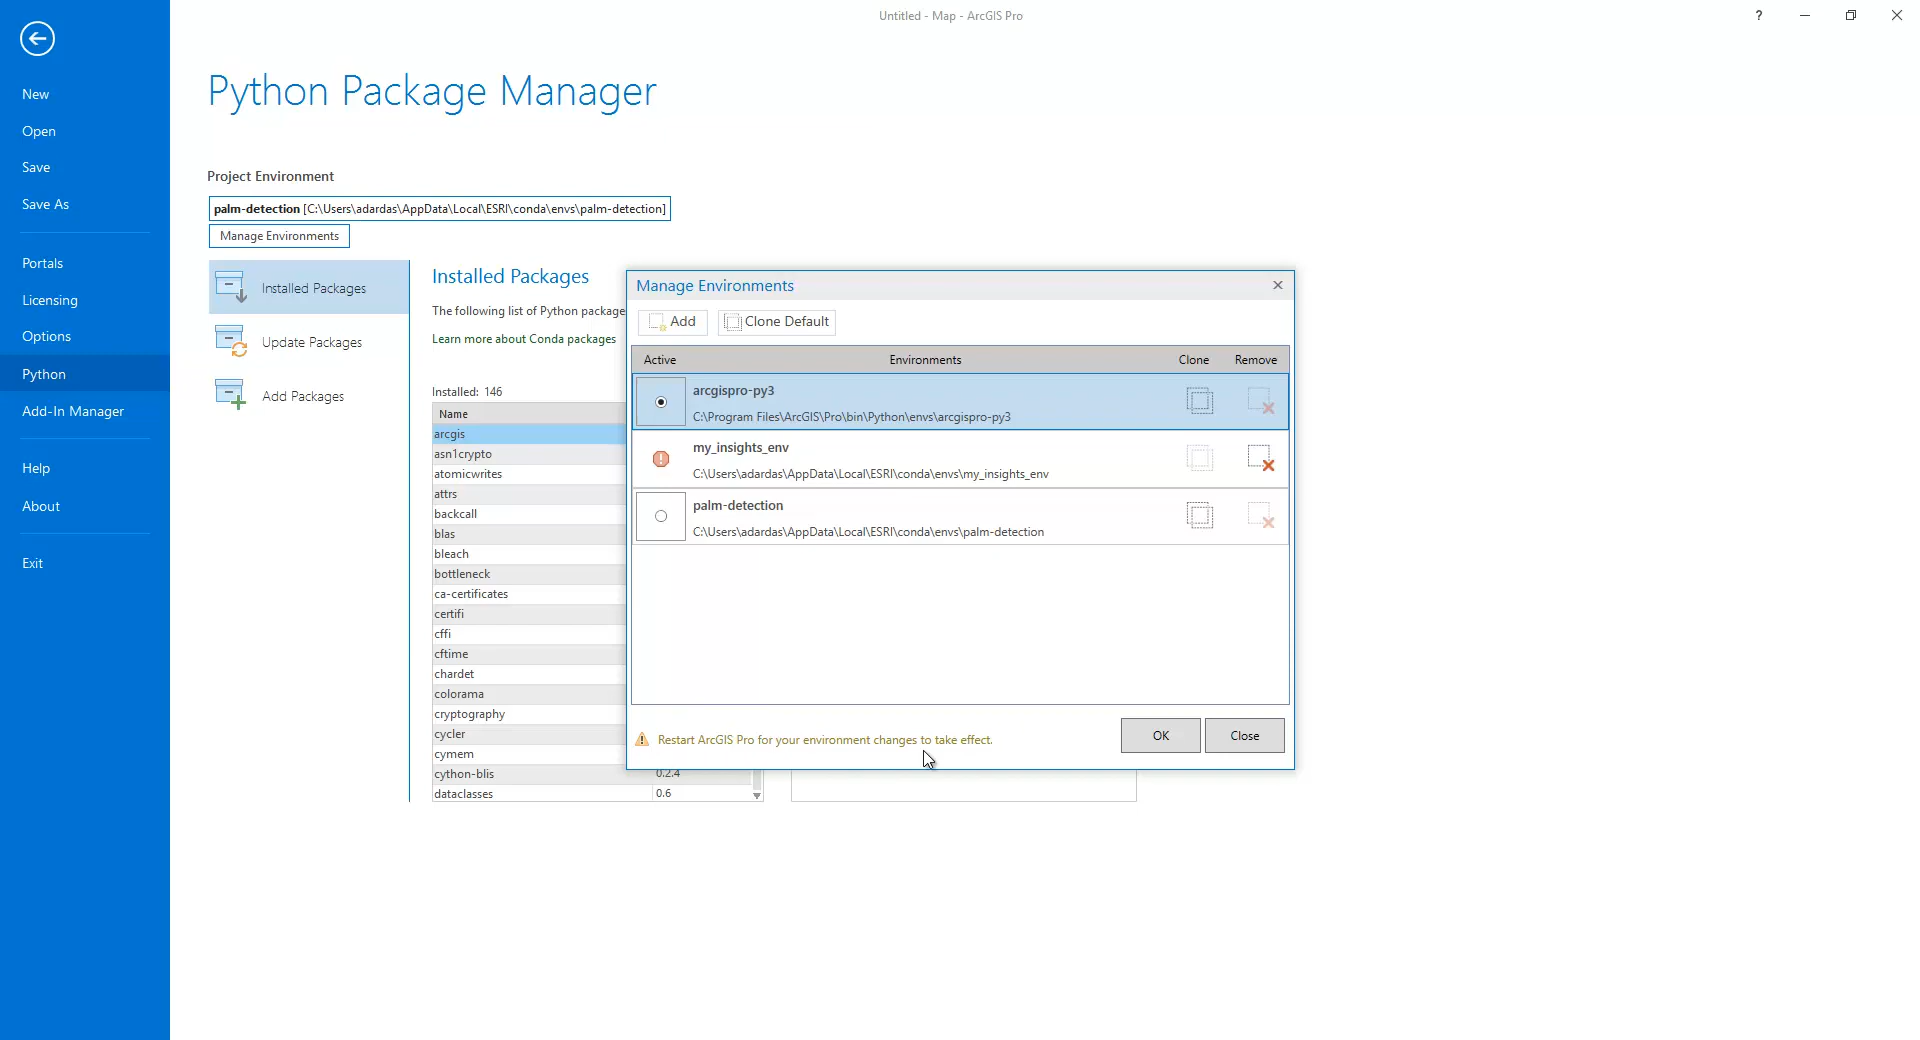 Untitled - Map - ArcGIS Pro
?
New
Open
Save
Save As
Portals
Licensing
Options
Python
Add-In Manager
Help
About
Exit
Python Package Manager
Project Environment
palm-detection [C:\Users\adardas\AppData\Local\ESRI\conda\envs\palm-detection]
Manage Environments
Installed Packages
Update Packages
Add Packages
Installed Packages
The following list of Python package
Learn more about Conda packages
Installed: 146
Name
arcgis
asn1crypto
atomicwrites
attrs
backcall
blas
bleach
bottleneck
ca-certificates
certifi
cffi
cftime
chardet
colorama
cryptography
cycler
cymem
cython-blis 0.2.4
dataclasses 0.6
Manage Environments
Add Clone Default
Active Environments Clone Remove
arcgispro-py3
C:\Program Files\ArcGIS\Pro\bin\Python\envs\arcgispro-py3
my_insights_env
C:\Users\adardas\AppData\Local\ESRI\conda\envs\my_insights_env
palm-detection
C:\Users\adardas\AppData\Local\ESRI\conda\envs\palm-detection
Restart ArcGIS Pro for your environment changes to take effect.
OK Close